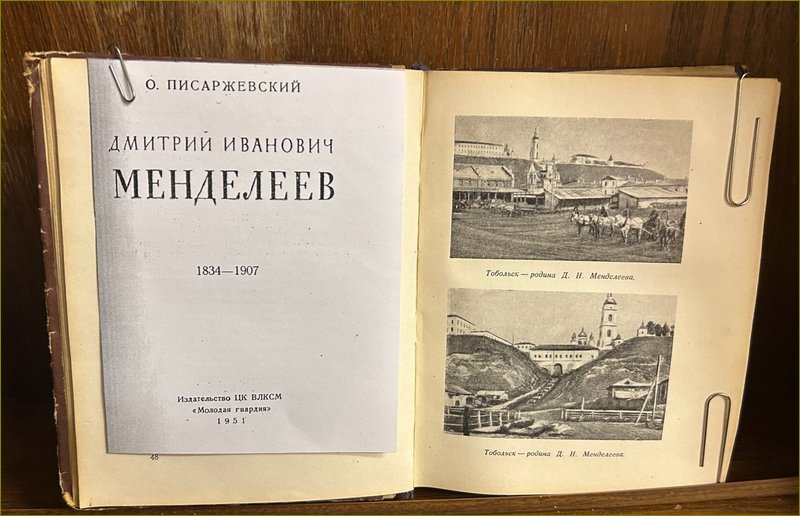 О. ПИСАРЖЕВСКИЙ
ДМИТРИЙ ИВАНОВИЧ
МЕНДЕЛЕЕВ
1834—1907
Издательство ЦК ВЛКСМ
«Молодая гвардия»
1951
48
Тобольск — родина Д. И. Менделеева.
Тобольск — родина Д. И. Менделеева.